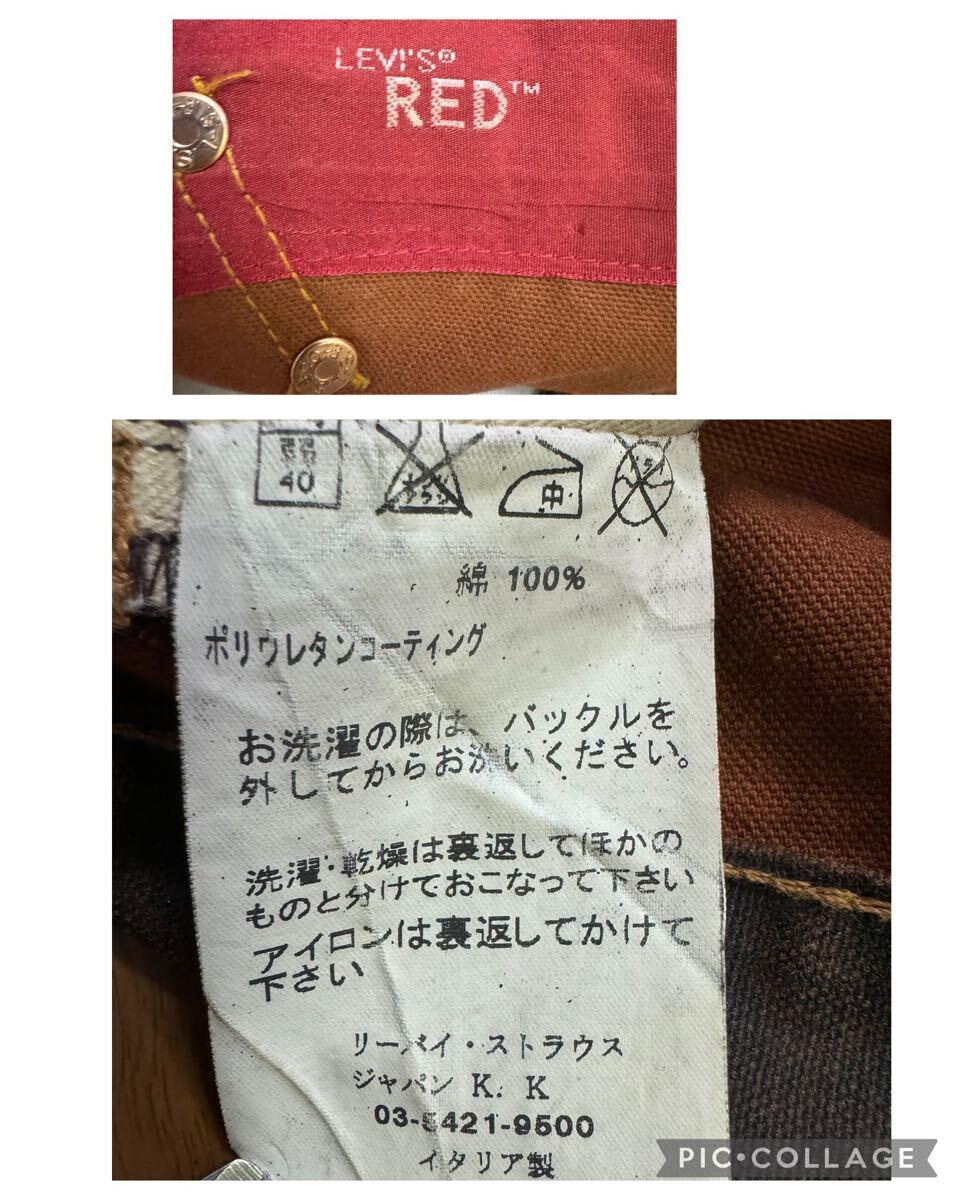 LEVI'S®
RED™
弱
40
中
綿 100%
ポリウレタンコーティング
お洗濯の際は、バックルを
外してからお洗いください。
洗濯・乾燥は裏返してほかの
ものと分けておこなって下さい
アイロンは裏返してかけて
下さい
リーバイ・ストラウス
ジャパン K. K
03-5421-9500
イタリア製
PIC•COLLAGE